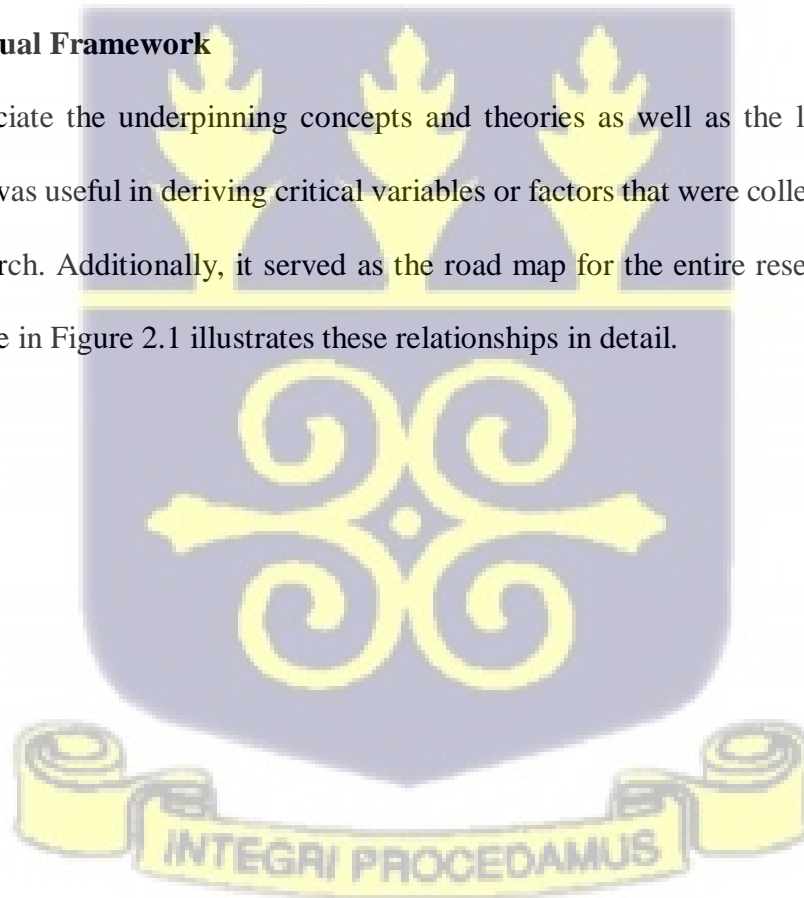 ual Framework
ciate the underpinning concepts and theories as well as the l
was useful in deriving critical variables or factors that were colle
rch. Additionally, it served as the road map for the entire rese
e in Figure 2.1 illustrates these relationships in detail.
INTEGRI PROCEDAMUS